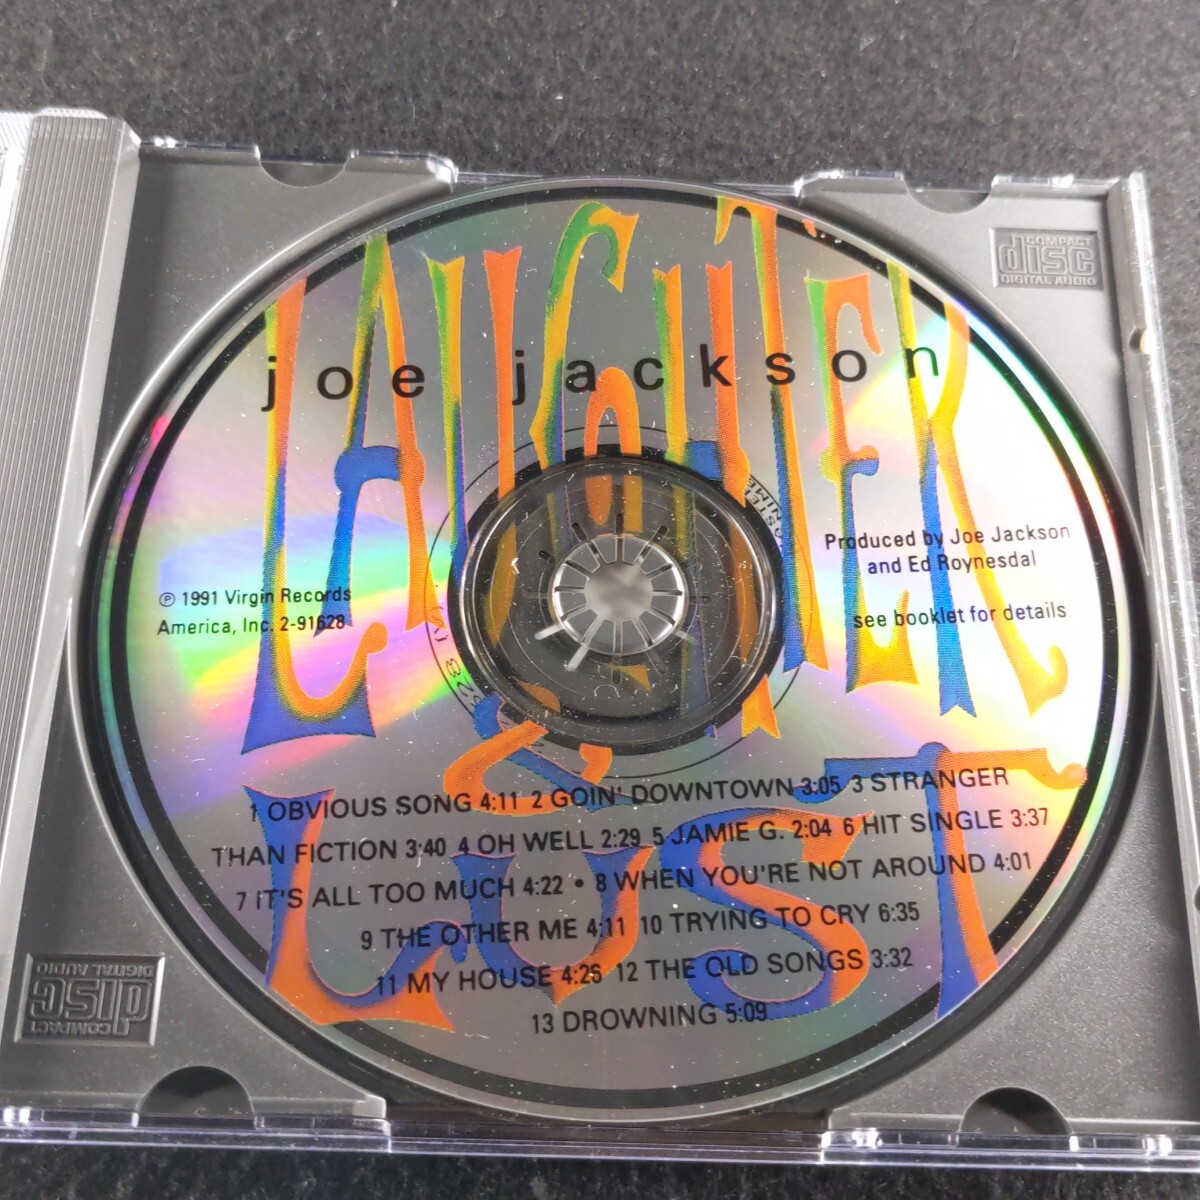 LAUGHTER
joe jackson
&
LUST
℗ 1991 Virgin Records
America, Inc. 2-91628
Produced by Joe Jackson
and Ed Roynesdal
see booklet for details
1 OBVIOUS SONG 4:11 2 GOIN' DOWNTOWN 3:05 3 STRANGER
THAN FICTION 3:40 4 OH WELL 2:29 5 JAMIE G. 2:04 6 HIT SINGLE 3:37
7 IT'S ALL TOO MUCH 4:22 • 8 WHEN YOU'RE NOT AROUND 4:01
9 THE OTHER ME 4:11 10 TRYING TO CRY 6:35
11 MY HOUSE 4:26 12 THE OLD SONGS 3:32
13 DROWNING 5:09
COMPACT
disc
DIGITAL AUDIO
COMPACT
disc
DIGITAL AUDIO